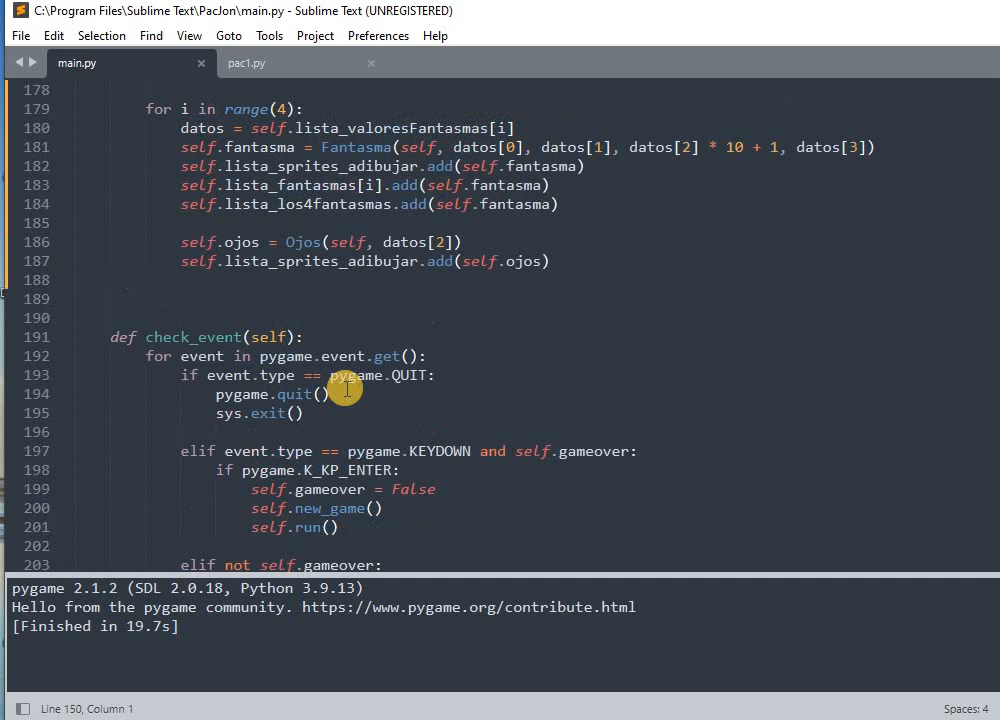 C:\Program Files\Sublime Text\PacJon\main.py - Sublime Text (UNREGISTERED)
File Edit Selection Find View Goto Tools Project Preferences Help
main.py × pac1.py ×
178
179 for i in range(4):
180 datos = self.lista_valoresFantasmas[i]
181 self.fantasma = Fantasma(self, datos[0], datos[1], datos[2] * 10 + 1, datos[3])
182 self.lista_sprites_adibujar.add(self.fantasma)
183 self.lista_fantasmas[i].add(self.fantasma)
184 self.lista_los4fantasmas.add(self.fantasma)
185
186 self.ojos = Ojos(self, datos[2])
187 self.lista_sprites_adibujar.add(self.ojos)
188
189
190
191 def check_event(self):
192 for event in pygame.event.get():
193 if event.type == pygame.QUIT:
194 pygame.quit()
195 sys.exit()
196
197 elif event.type == pygame.KEYDOWN and self.gameover:
198 if pygame.K_KP_ENTER:
199 self.gameover = False
200 self.new_game()
201 self.run()
202
203 elif not self.gameover:
pygame 2.1.2 (SDL 2.0.18, Python 3.9.13)
Hello from the pygame community. https://www.pygame.org/contribute.html
[Finished in 19.7s]
Line 150, Column 1 Spaces: 4